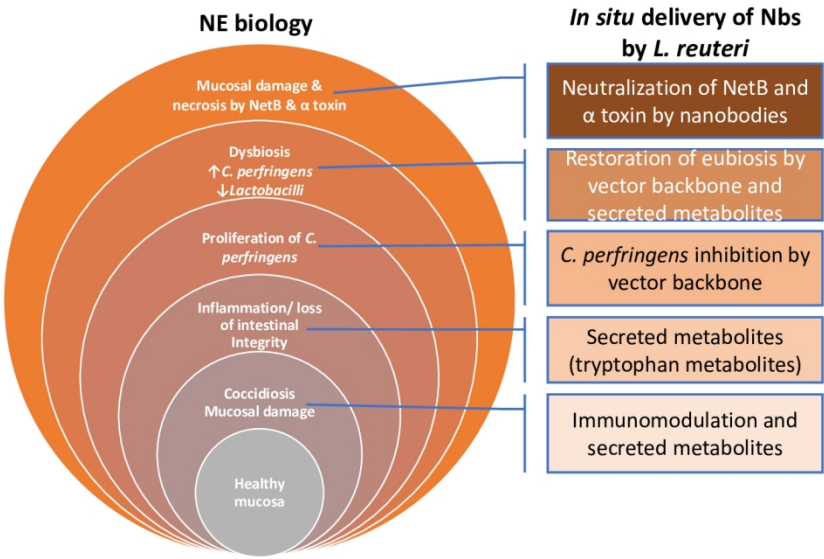 NE biology
Mucosal damage &
necrosis by NetB & α toxin
Dysbiosis
↑C. perfringens
↓Lactobacilli
Proliferation of C.
perfringens
Inflammation/ loss
of intestinal
Integrity
Coccidiosis
Mucosal damage
Healthy
mucosa
In situ delivery of Nbs
by L. reuteri
Neutralization of NetB and
α toxin by nanobodies
Restoration of eubiosis by
vector backbone and
secreted metabolites
C. perfringens inhibition by
vector backbone
Secreted metabolites
(tryptophan metabolites)
Immunomodulation and
secreted metabolites